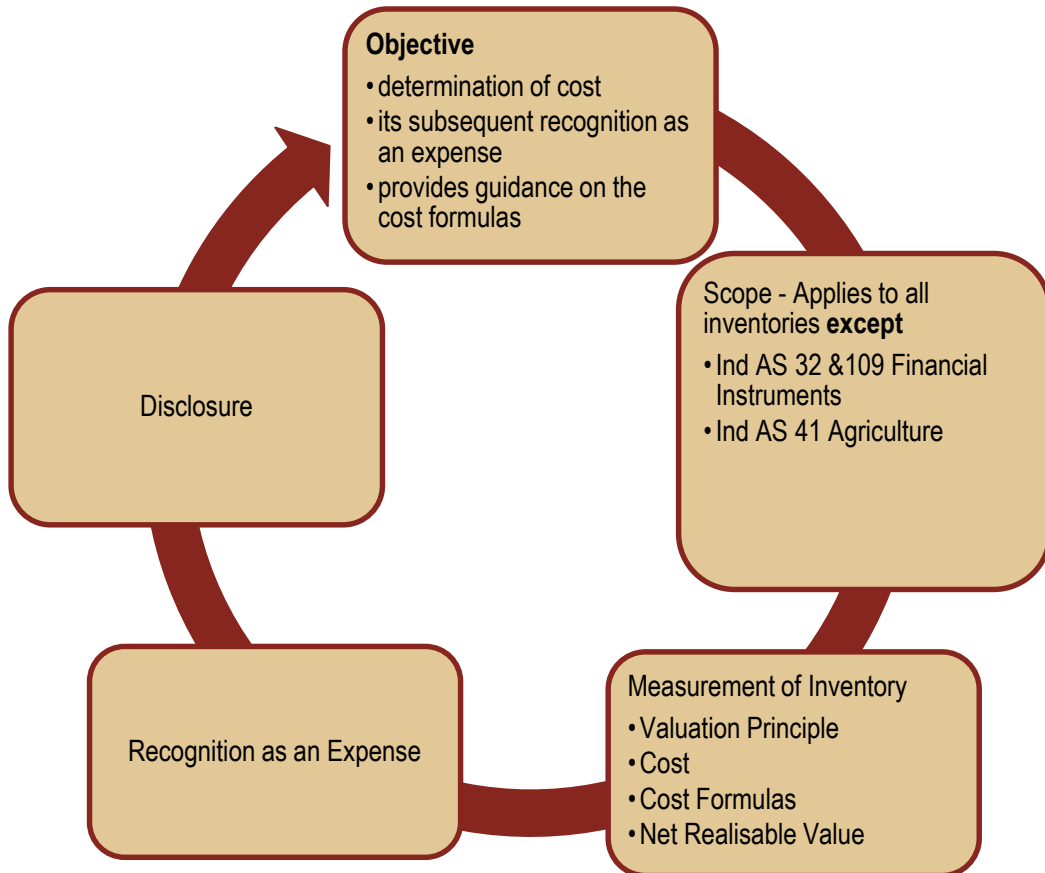 Objective
• determination of cost
• its subsequent recognition as
an expense
• provides guidance on the
cost formulas
Scope - Applies to all
inventories except
• Ind AS 32 &109 Financial
Instruments
• Ind AS 41 Agriculture
Measurement of Inventory
• Valuation Principle
• Cost
• Cost Formulas
• Net Realisable Value
Recognition as an Expense
Disclosure